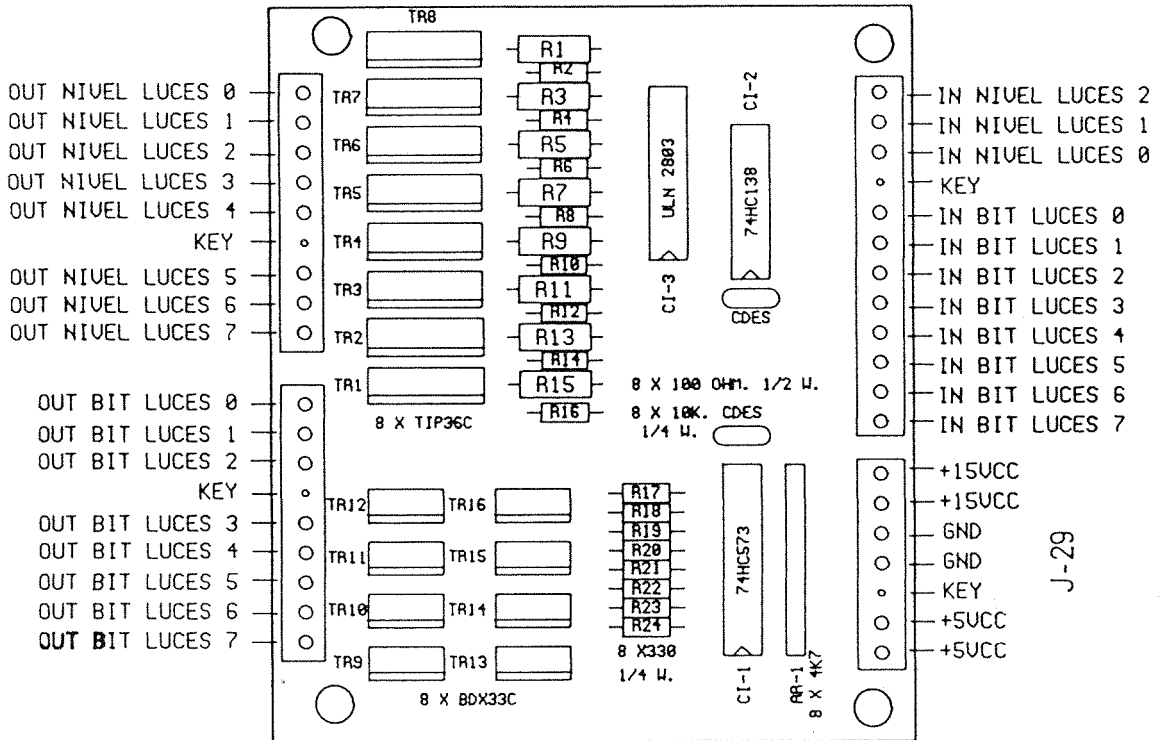 OUT NIVEL LUCES 0
OUT NIVEL LUCES 1
OUT NIVEL LUCES 2
OUT NIVEL LUCES 3
OUT NIVEL LUCES 4
KEY
OUT NIVEL LUCES 5
OUT NIVEL LUCES 6
OUT NIVEL LUCES 7
OUT BIT LUCES 0
OUT BIT LUCES 1
OUT BIT LUCES 2
KEY
OUT BIT LUCES 3
OUT BIT LUCES 4
OUT BIT LUCES 5
OUT BIT LUCES 6
OUT BIT LUCES 7
TR8
TR7
TR6
TR5
TR4
TR3
TR2
TR1
8 X TIP36C
R1
R2
R3
R4
R5
R6
R7
R8
R9
R10
R11
R12
R13
R14
R15
R16
ULN 2803
CI-3
CI-2
74HC138
CDES
8 X 100 OHM. 1/2 W.
8 X 10K. CDES
1/4 W.
TR12
TR16
TR11
TR15
TR10
TR14
TR9
TR13
8 X BDX33C
R17
R18
R19
R20
R21
R22
R23
R24
8 X330
1/4 W.
74HC573
CI-1
AR-1
8 X 4K7
IN NIVEL LUCES 2
IN NIVEL LUCES 1
IN NIVEL LUCES 0
KEY
IN BIT LUCES 0
IN BIT LUCES 1
IN BIT LUCES 2
IN BIT LUCES 3
IN BIT LUCES 4
IN BIT LUCES 5
IN BIT LUCES 6
IN BIT LUCES 7
+15VCC
+15VCC
GND
GND
KEY
+5VCC
+5VCC
J-29